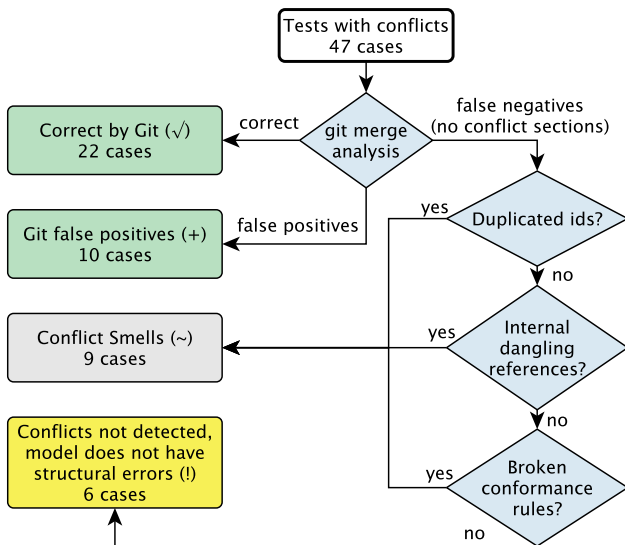 Tests with conflicts
47 cases
git merge
analysis
correct
false positives
false negatives
(no conflict sections)
Correct by Git (√)
22 cases
Git false positives (+)
10 cases
Duplicated ids?
yes
no
Conflict Smells (~)
9 cases
Internal
dangling
references?
yes
no
Conflicts not detected,
model does not have
structural errors (!)
6 cases
Broken
conformance
rules?
yes
no